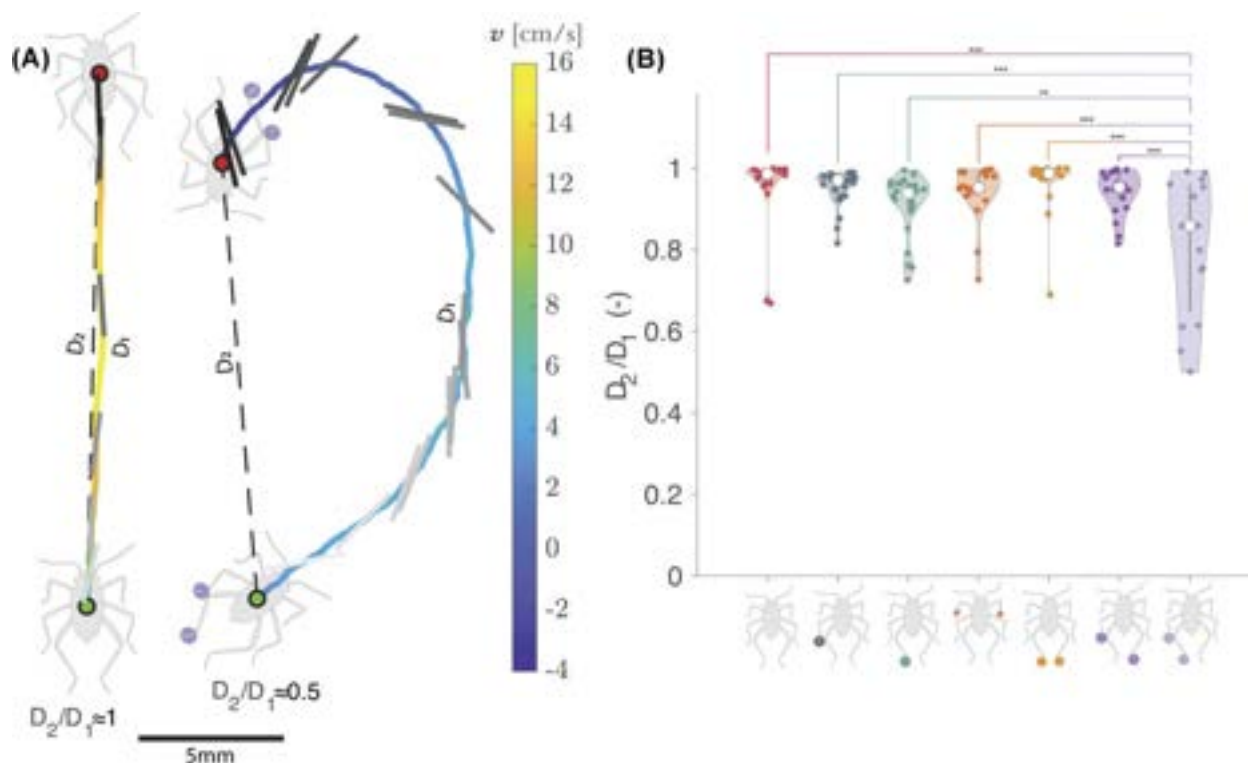 (A)
v [cm/s]
16
14
12
10
8
6
4
2
0
-2
-4
D₂
D₁
D₂
D₁
D₂/D₁≈1
D₂/D₁≈0.5
5mm
(B)
***
***
**
***
***
***
D₂/D₁ (-)
1
0.8
0.6
0.4
0.2
0